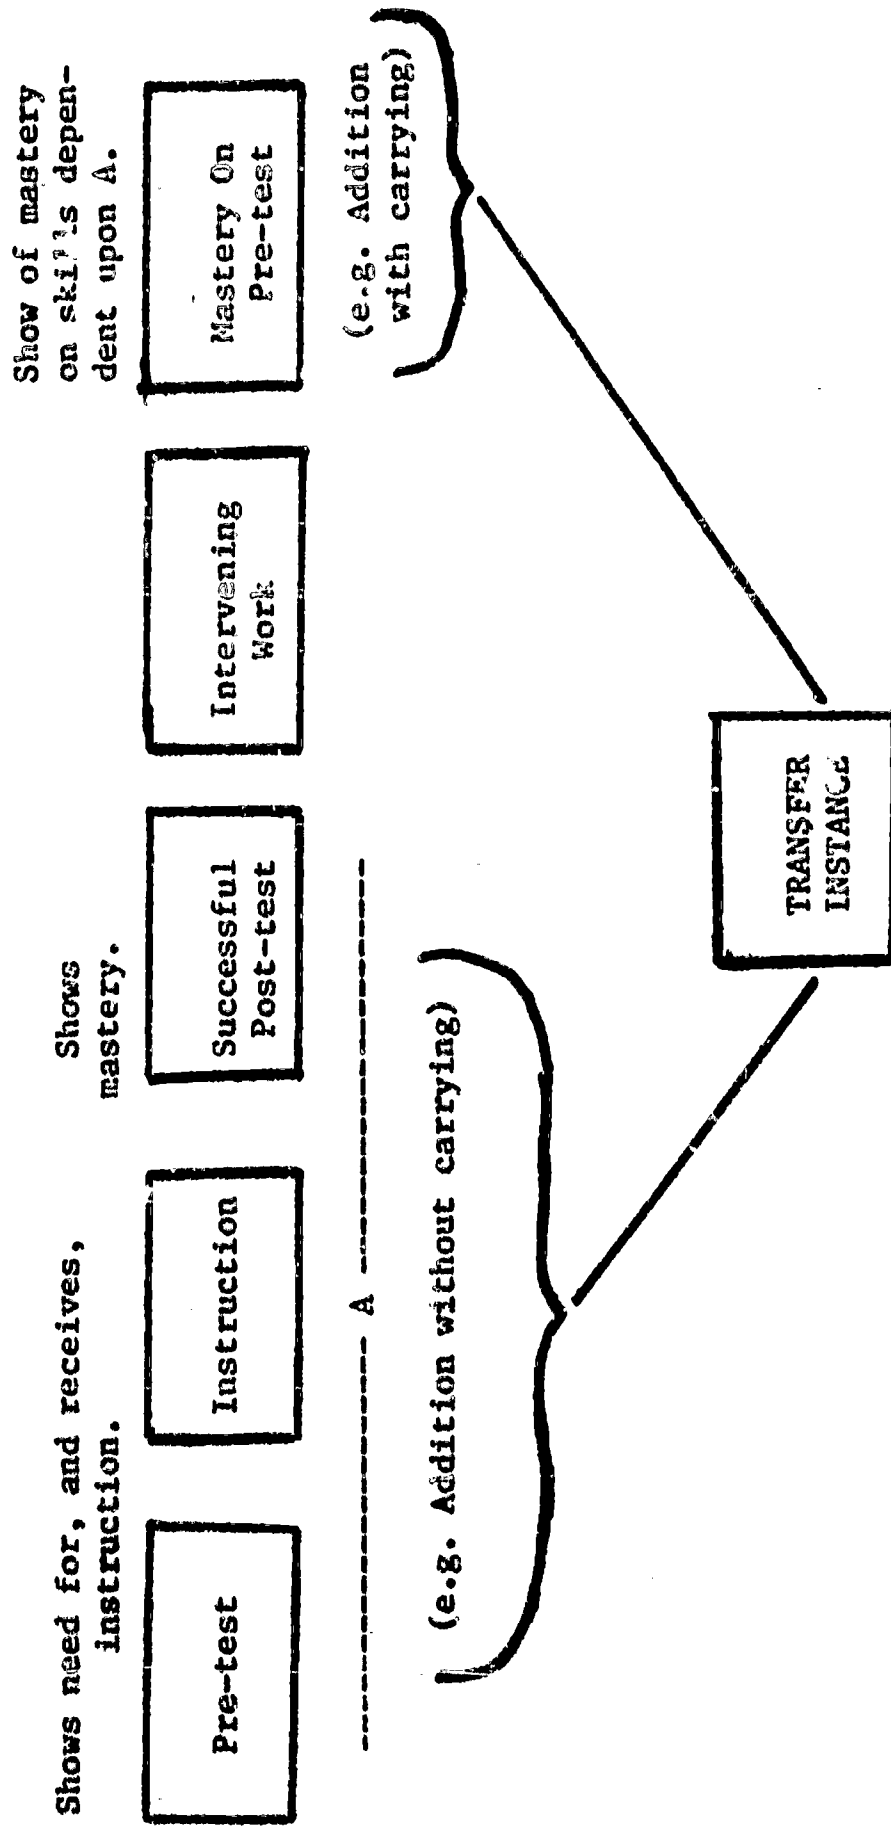 Shows need for, and receives,
instruction.
Shows
mastery.
Show of mastery
on skills depen-
dent upon A.
Pre-test
Instruction
Successful
Post-test
Intervening
Work
Mastery On
Pre-test
A
(e.g. Addition without carrying)
(e.g. Addition
with carrying)
TRANSFER
INSTANCE